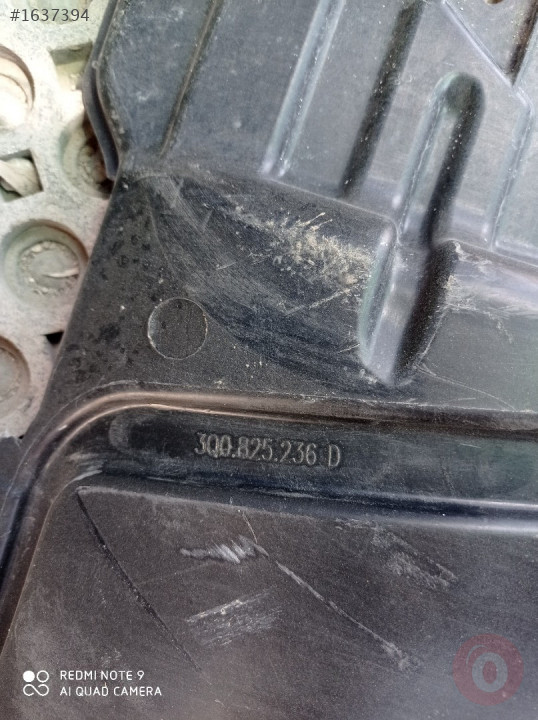 #1637394
3Q0.825.236 D
REDMI NOTE 9
AI QUAD CAMERA